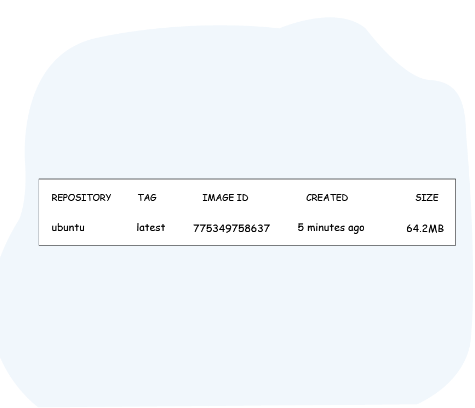 REPOSITORY TAG IMAGE ID CREATED SIZE
ubuntu latest 775349758637 5 minutes ago 64.2MB